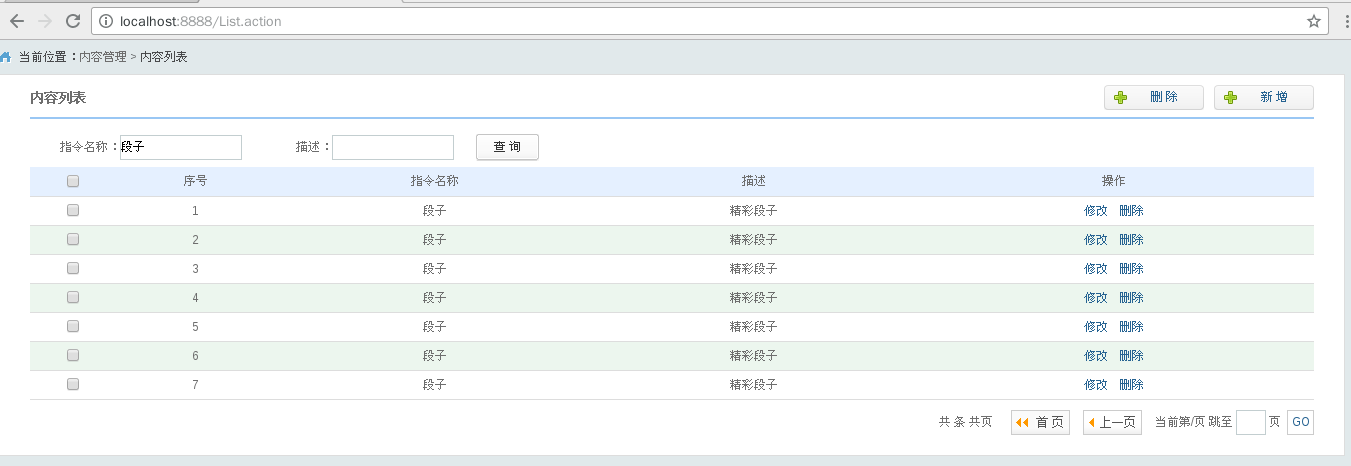 localhost:8888/List.action
当前位置：内容管理 > 内容列表
内容列表 删除 新增
指令名称：段子 描述： 查询
序号 指令名称 描述 操作
1 段子 精彩段子 修改 删除
2 段子 精彩段子 修改 删除
3 段子 精彩段子 修改 删除
4 段子 精彩段子 修改 删除
5 段子 精彩段子 修改 删除
6 段子 精彩段子 修改 删除
7 段子 精彩段子 修改 删除
共 条 共页 首页 上一页 当前第/页 跳至 页 GO